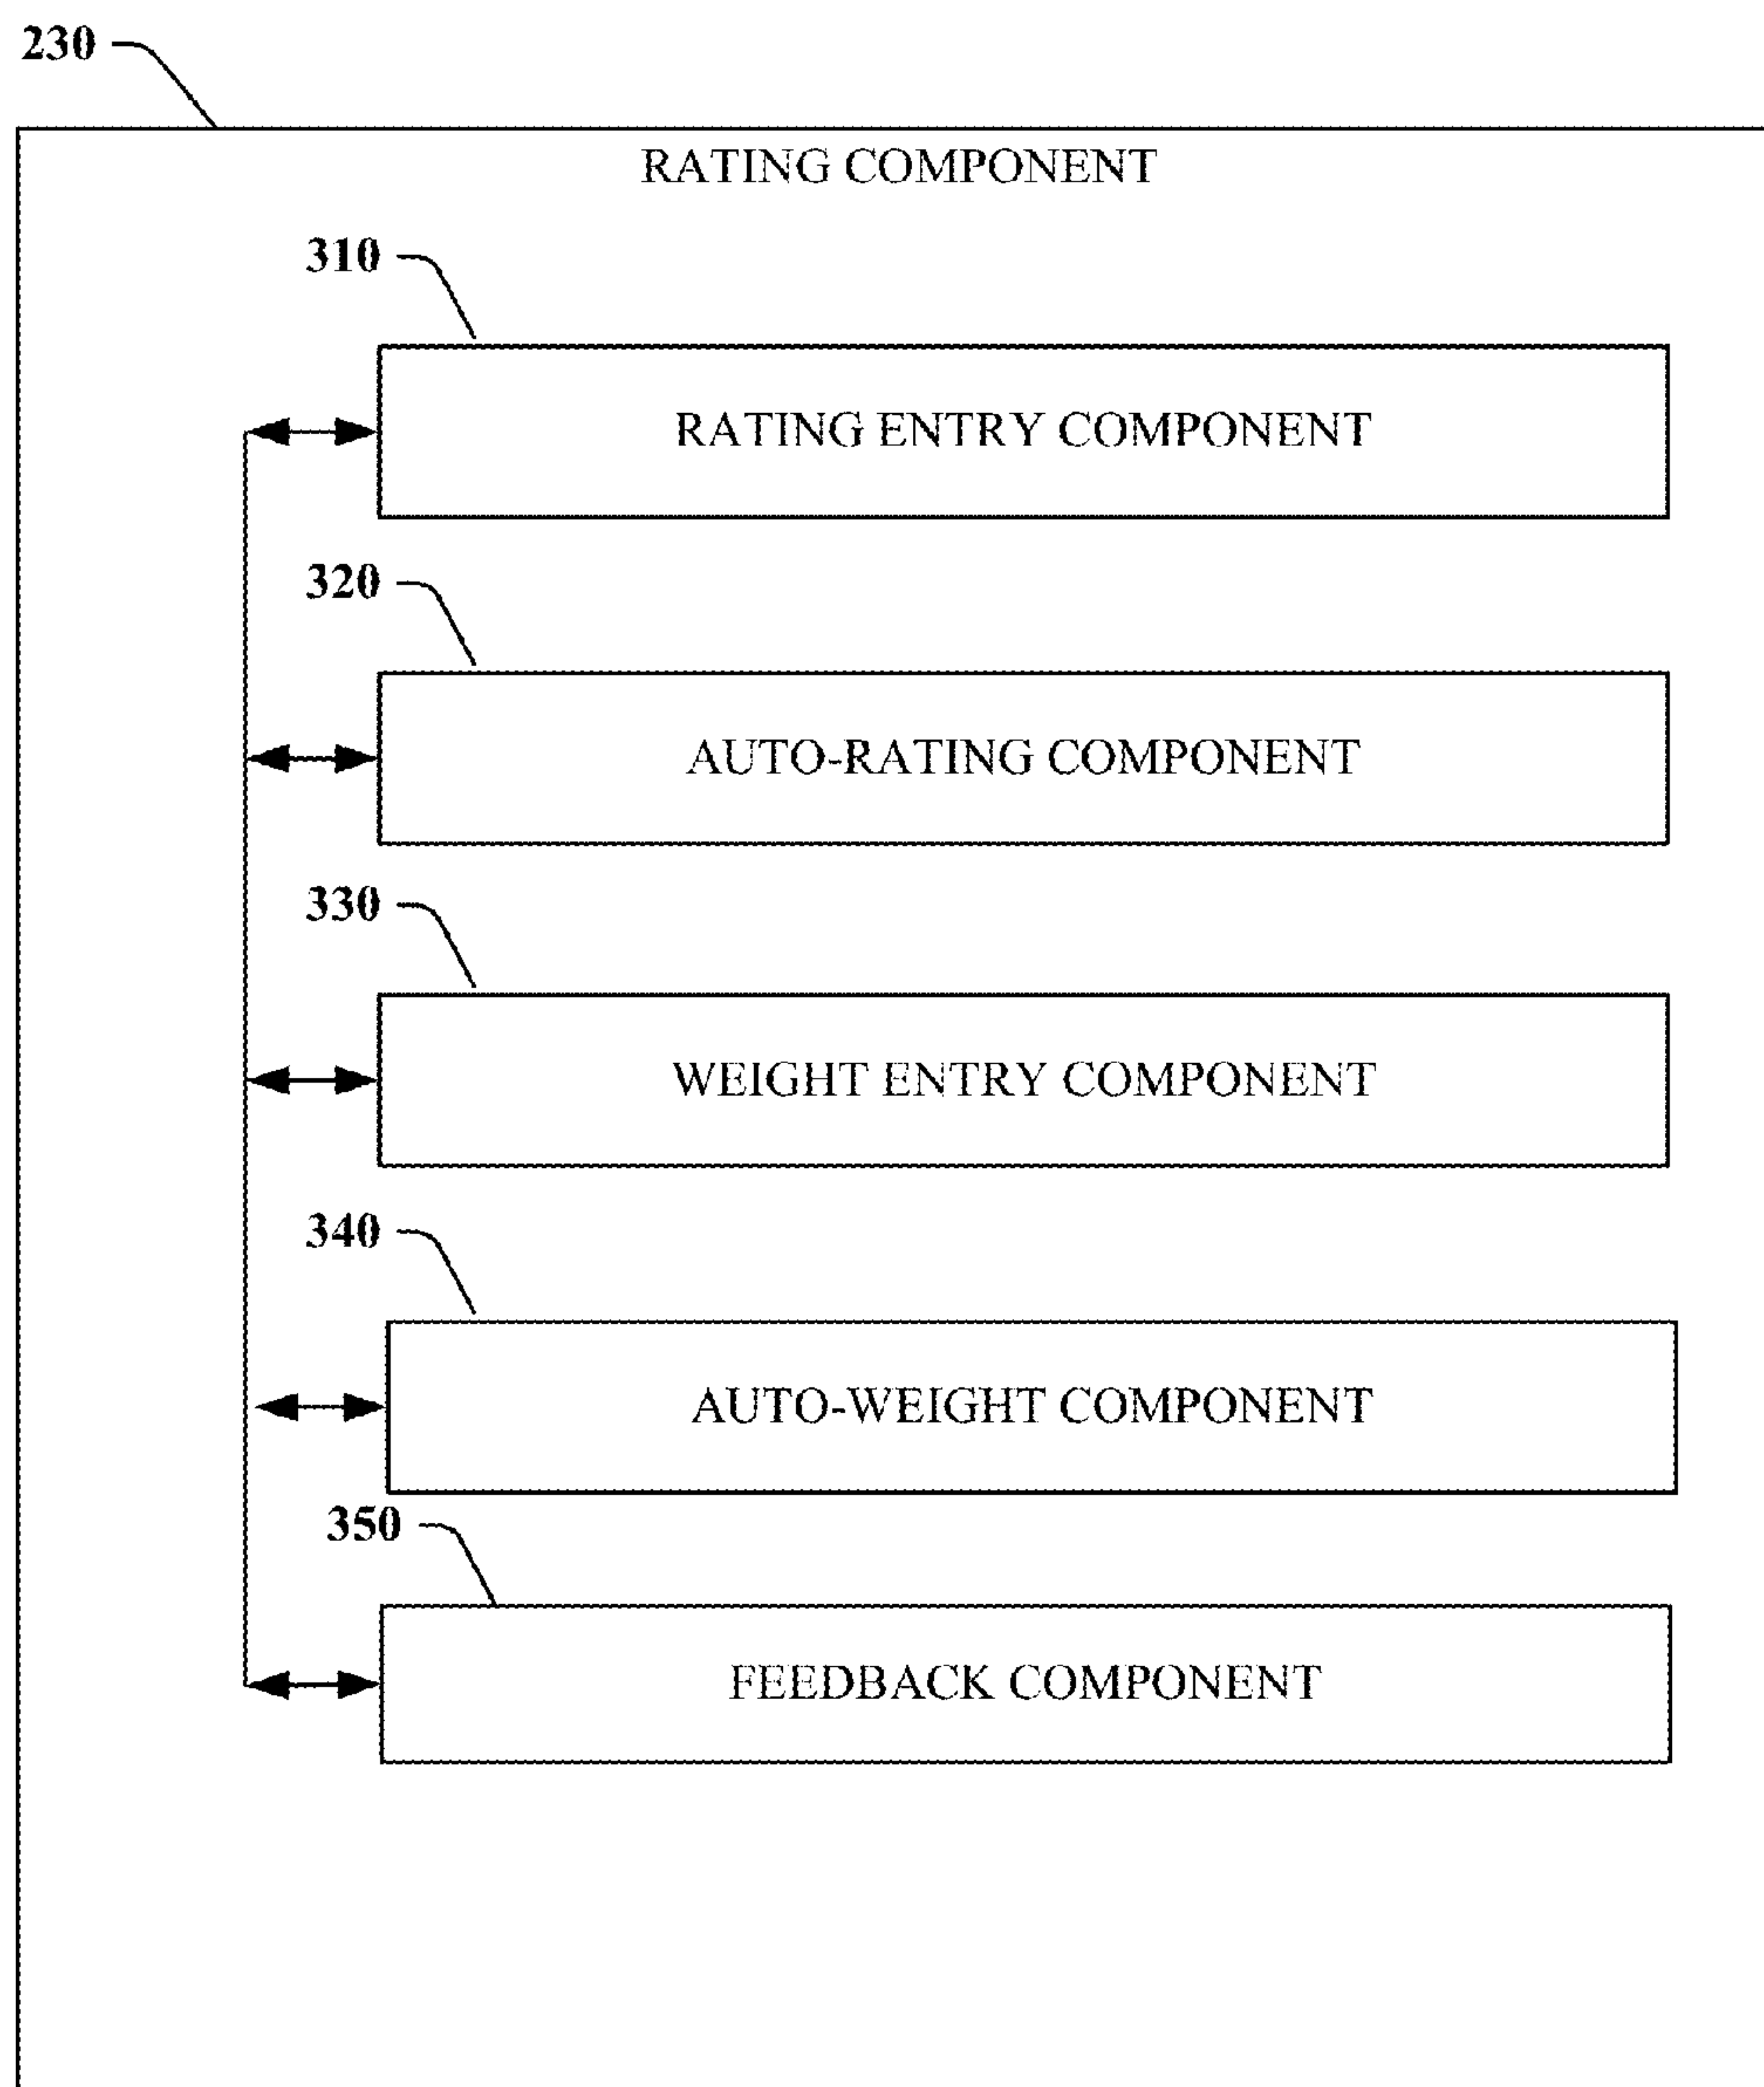 230
RATING COMPONENT
310
RATING ENTRY COMPONENT
320
AUTO-RATING COMPONENT
330
WEIGHT ENTRY COMPONENT
340
AUTO-WEIGHT COMPONENT
350
FEEDBACK COMPONENT